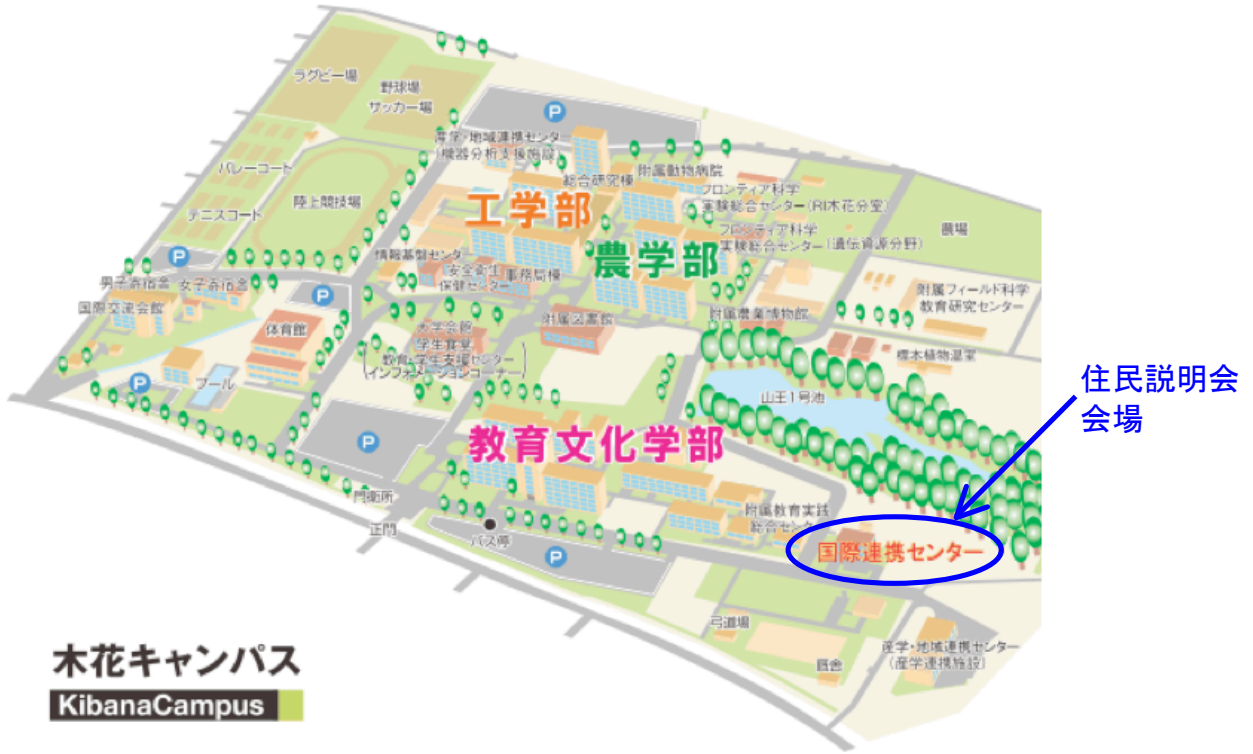 ラグビー場
野球場
サッカー場
P
産学・地域連携センター
(機器分析支援施設)
総合研究棟
附属動物病院
バレーコート
フロンティア科学
実験総合センター(RI木花分室)
テニスコート
陸上競技場
工学部
フロンティア科学
実験総合センター(遺伝資源分野)
農場
農学部
P
情報基盤センター
安全衛生
保健センター
事務局棟
男子寄宿舎
女子寄宿舎
P
国際交流会館
附属フィールド科学
教育研究センター
体育館
大学会館
学生食堂
教育・学生支援センター
(インフォメーションコーナー)
附属図書館
附属農業博物館
標本植物温室
P
プール
山王1号池
住民説明会
会場
P
教育文化学部
門衛所
正門
バス停
P
附属教育実践
総合センター
国際連携センター
弓道場
厩舎
産学・地域連携センター
(産学連携施設)
木花キャンパス
KibanaCampus